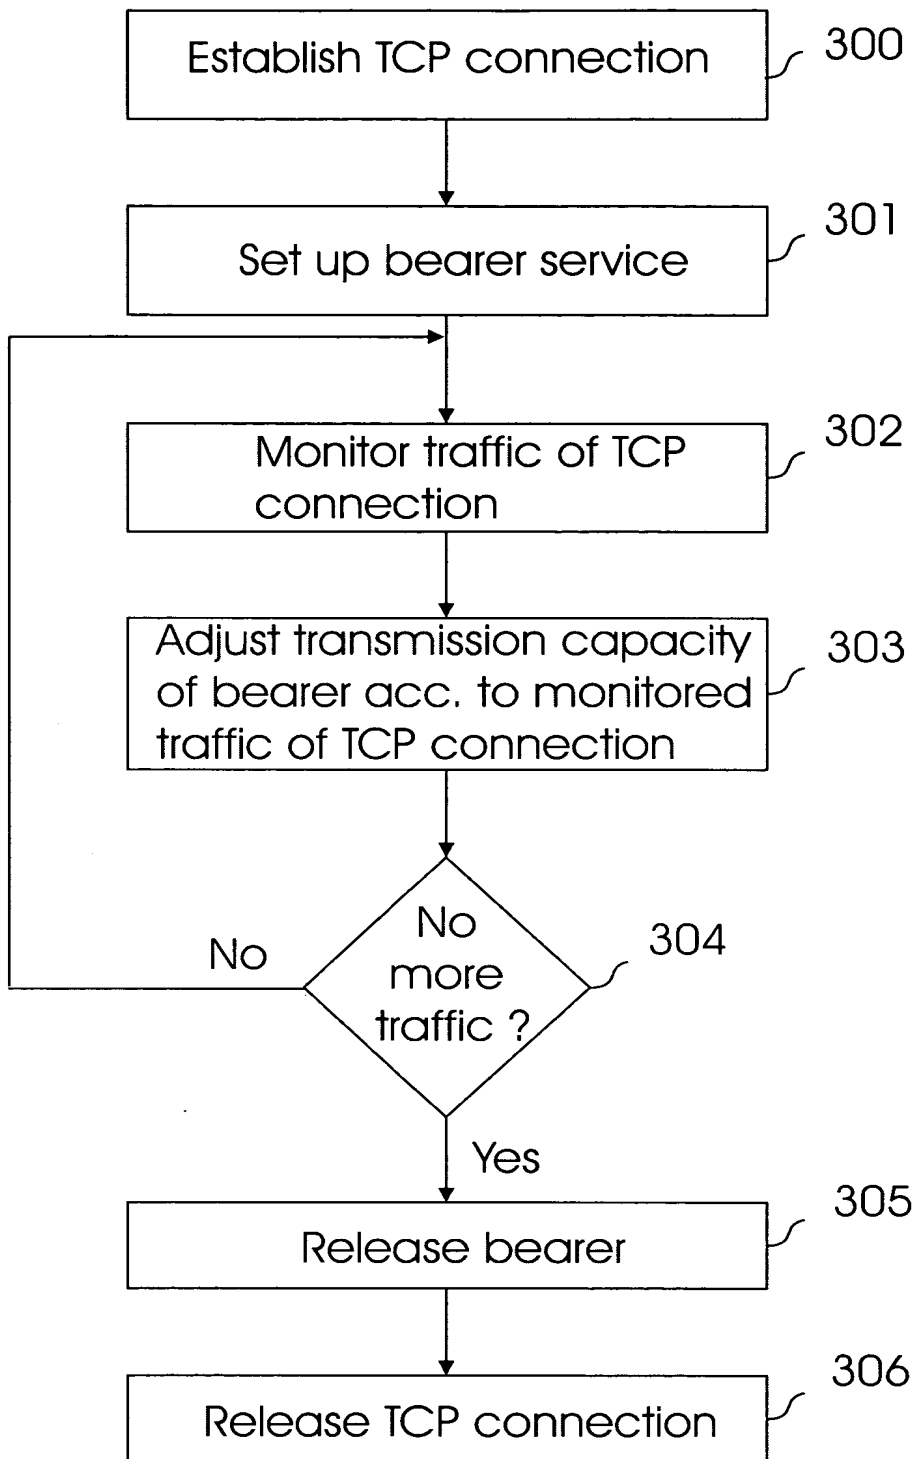 Establish TCP connection
300
Set up bearer service
301
Monitor traffic of TCP
connection
302
Adjust transmission capacity
of bearer acc. to monitored
traffic of TCP connection
303
No
more
traffic ?
304
No
Yes
Release bearer
305
Release TCP connection
306